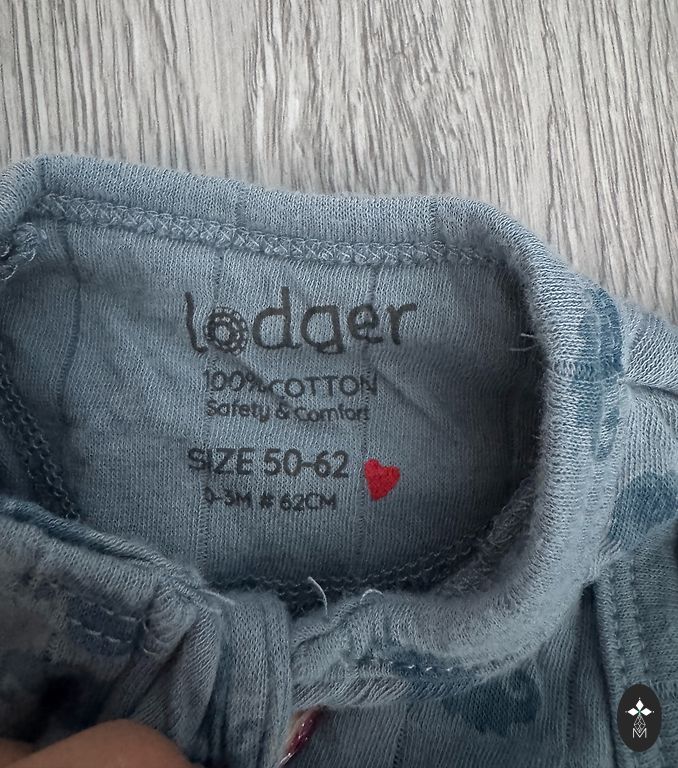 lodger
100% COTTON
Safety & Comfort
SIZE 50-62
0-3M # 62CM
M